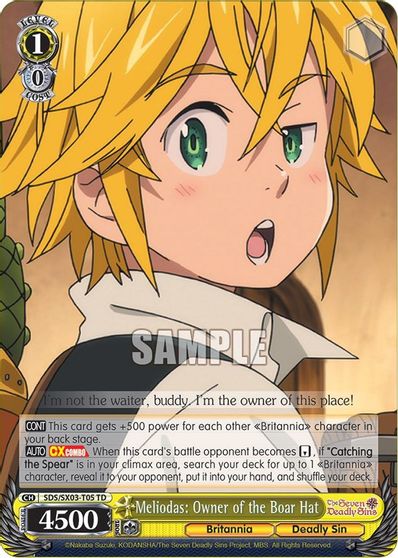 LEVEL
1
0
COST
SAMPLE
I'm not the waiter, buddy. I'm the owner of this place!
CONT This card gets +500 power for each other «Britannia» character in
your back stage.
AUTO CXCOMBO When this card's battle opponent becomes [↓], if "Catching
the Spear" is in your climax area, search your deck for up to 1 «Britannia»
character, reveal it to your opponent, put it into your hand, and shuffle your deck.
CH SDS/SX03-T05 TD
Meliodas: Owner of the Boar Hat
The Seven Deadly Sins
POWER 4500
Britannia Deadly Sin
©Nakaba Suzuki, KODANSHA/The Seven Deadly Sins Project, MBS. All Rights Reserved.